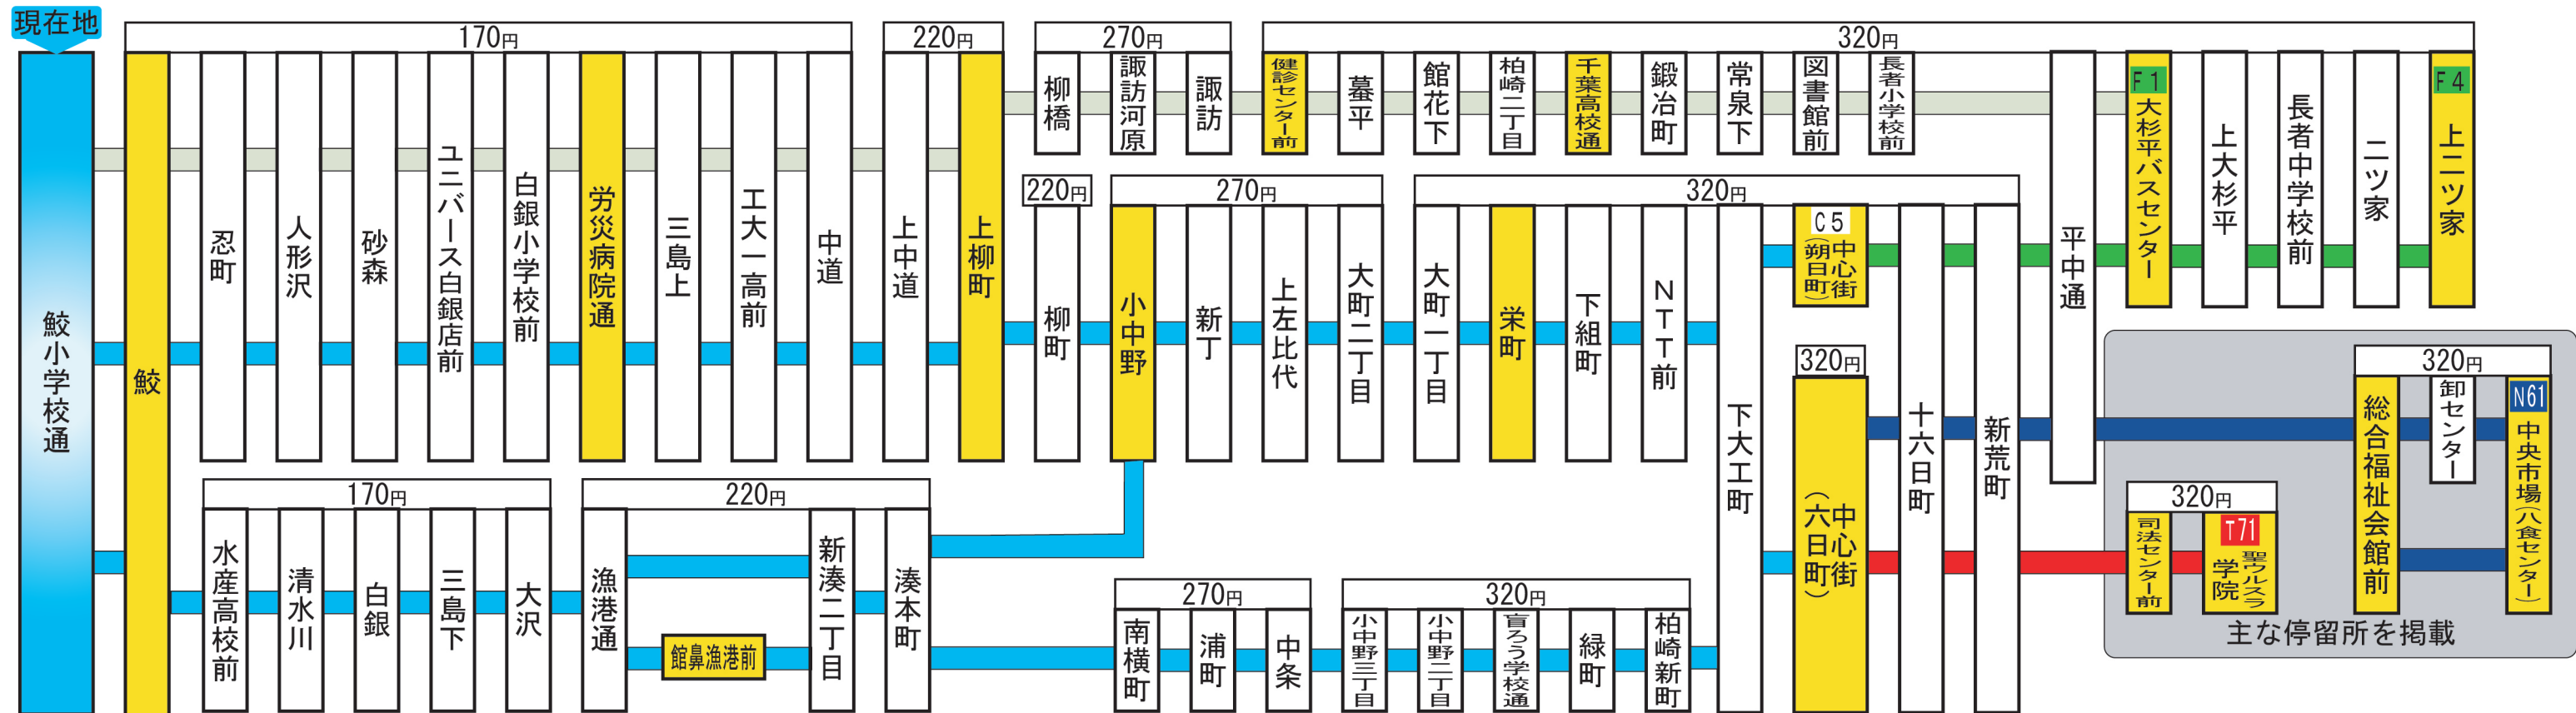 現在地
170円
220円
270円
320円
鮫小学校通
鮫
忍町
人形沢
砂森
ユニバース白銀店前
白銀小学校前
労災病院通
三島上
工大一高前
中道
上中道
上柳町
柳橋
諏訪河原
諏訪
健診センター前
蟇平
館花下
柏崎二丁目
千葉高校通
鍛冶町
常泉下
図書館前
長者小学校前
平中通
F1
大杉平バスセンター
上大杉平
長者中学校前
二ツ家
F4
上二ツ家
220円
270円
320円
柳町
小中野
新丁
上左比代
大町二丁目
大町一丁目
栄町
下組町
NTT前
下大工町
C5
中心街
(朔日町)
320円
中心街
(六日町)
十六日町
新荒町
320円
総合福祉会館前
卸センター
N61
中央市場(八食センター)
320円
司法センター前
T71
聖ウルスラ
学院
主な停留所を掲載
170円
220円
水産高校前
清水川
白銀
三島下
大沢
漁港通
館鼻漁港前
新湊二丁目
湊本町
270円
320円
南横町
浦町
中条
小中野三丁目
小中野二丁目
盲ろう学校通
緑町
柏崎新町